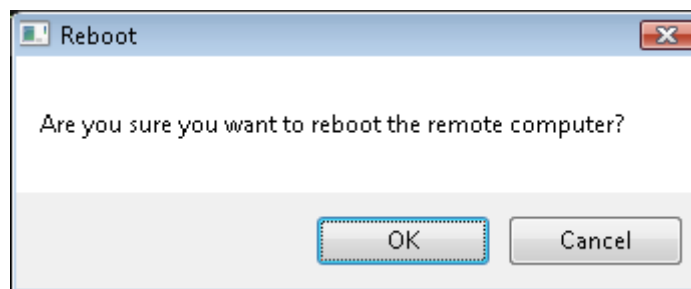 Reboot
Are you sure you want to reboot the remote computer?
OK
Cancel